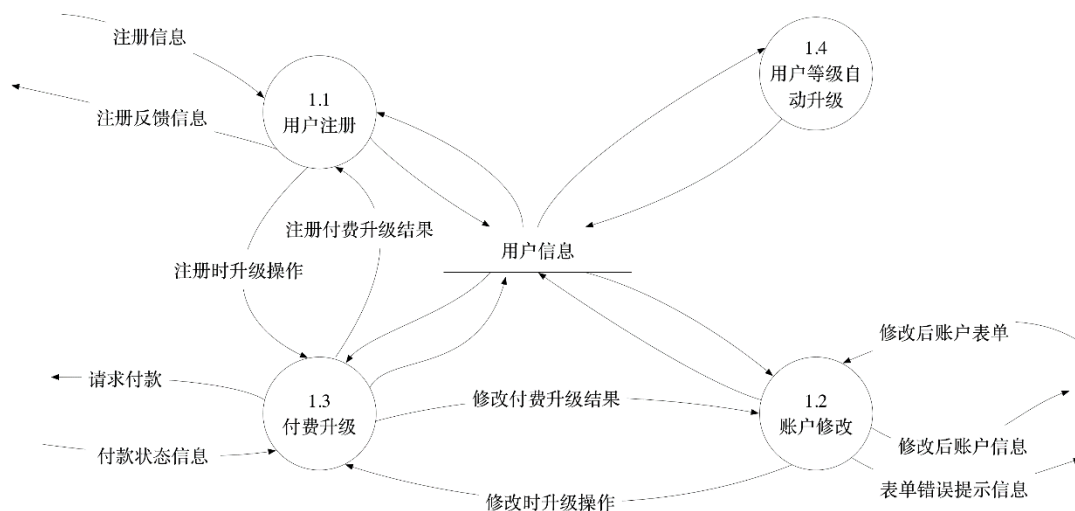 注册信息
1.4
用户等级自
动升级
1.1
用户注册
注册反馈信息
注册付费升级结果
用户信息
注册时升级操作
修改后账户表单
请求付款
1.3
付费升级
修改付费升级结果
1.2
账户修改
付款状态信息
修改后账户信息
表单错误提示信息
修改时升级操作